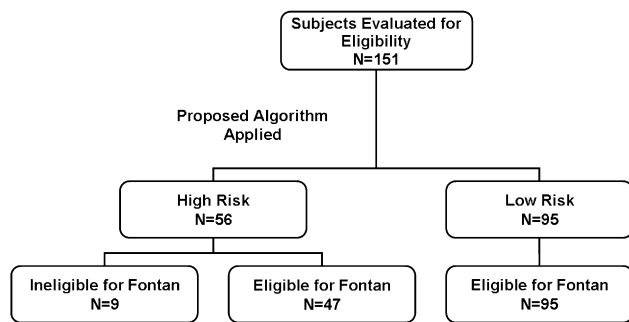 Subjects Evaluated for
Eligibility
N=151
Proposed Algorithm
Applied
High Risk
N=56
Low Risk
N=95
Ineligible for Fontan
N=9
Eligible for Fontan
N=47
Eligible for Fontan
N=95